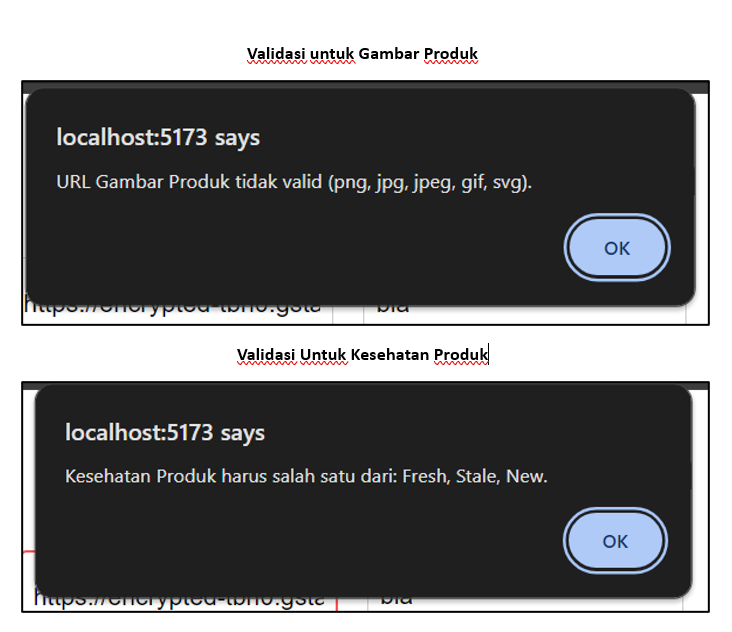 Validasi untuk Gambar Produk
localhost:5173 says
URL Gambar Produk tidak valid (png, jpg, jpeg, gif, svg).
OK
https://encrypted-tbn0.gsta
bla
Validasi Untuk Kesehatan Produk
localhost:5173 says
Kesehatan Produk harus salah satu dari: Fresh, Stale, New.
OK
https://encrypted-tbn0.gsta
bla